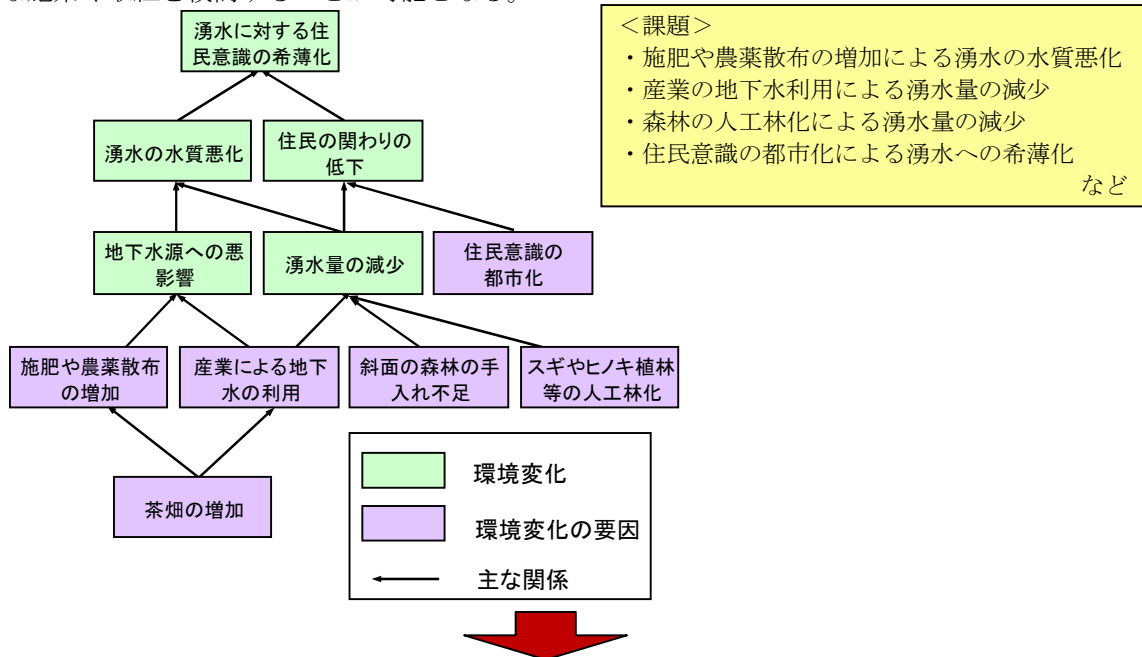 湧水に対する住
民意識の希薄化
<課題>
・施肥や農薬散布の増加による湧水の水質悪化
・産業の地下水利用による湧水量の減少
・森林の人工林化による湧水量の減少
・住民意識の都市化による湧水への希薄化
など
湧水の水質悪化
住民の関わりの
低下
地下水源への悪
影響
湧水量の減少
住民意識の
都市化
施肥や農薬散布
の増加
産業による地下
水の利用
斜面の森林の手
入れ不足
スギやヒノキ植林
等の人工林化
茶畑の増加
環境変化
環境変化の要因
主な関係